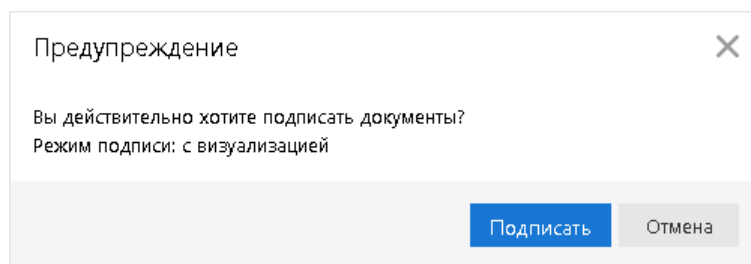 Предупреждение
Вы действительно хотите подписать документы?
Режим подписи: с визуализацией
Подписать Отмена